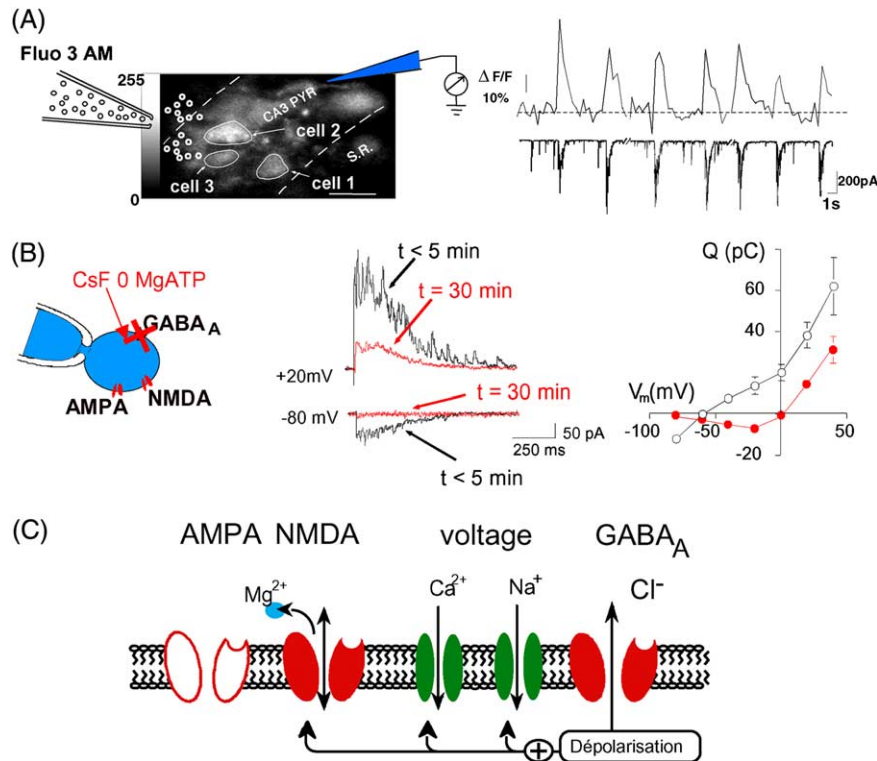 (A)
Fluo 3 AM
255
0
CA3 PYR
S.R.
cell 2
cell 3
cell 1
Δ F/F
10%
200pA
1s
(B)
CsF 0 MgATP
GABA A
AMPA
NMDA
t < 5 min
t = 30 min
+20mV
t = 30 min
-80 mV
50 pA
250 ms
t < 5 min
Q (pC)
60
40
Vm(mV)
-100
-50
50
-20
(C)
AMPA NMDA voltage GABAA
Mg2+
Ca2+
Na+
Cl-
+
Dépolarisation